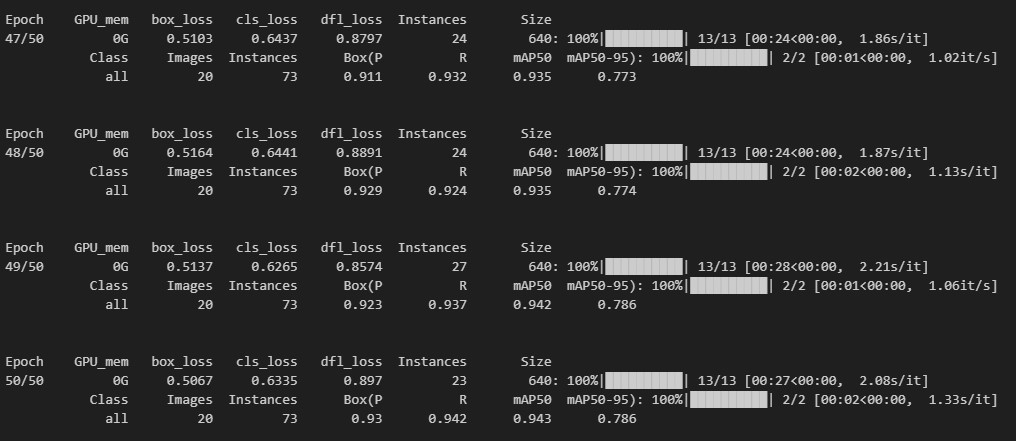 Epoch GPU_mem box_loss cls_loss dfl_loss Instances Size
47/50 0G 0.5103 0.6437 0.8797 24 640: 100%|██████████| 13/13 [00:24<00:00, 1.86s/it]
Class Images Instances Box(P R mAP50 mAP50-95): 100%|██████████| 2/2 [00:01<00:00, 1.02it/s]
all 20 73 0.911 0.932 0.935 0.773
Epoch GPU_mem box_loss cls_loss dfl_loss Instances Size
48/50 0G 0.5164 0.6441 0.8891 24 640: 100%|██████████| 13/13 [00:24<00:00, 1.87s/it]
Class Images Instances Box(P R mAP50 mAP50-95): 100%|██████████| 2/2 [00:02<00:00, 1.13s/it]
all 20 73 0.929 0.924 0.935 0.774
Epoch GPU_mem box_loss cls_loss dfl_loss Instances Size
49/50 0G 0.5137 0.6265 0.8574 27 640: 100%|██████████| 13/13 [00:28<00:00, 2.21s/it]
Class Images Instances Box(P R mAP50 mAP50-95): 100%|██████████| 2/2 [00:01<00:00, 1.06it/s]
all 20 73 0.923 0.937 0.942 0.786
Epoch GPU_mem box_loss cls_loss dfl_loss Instances Size
50/50 0G 0.5067 0.6335 0.897 23 640: 100%|██████████| 13/13 [00:27<00:00, 2.08s/it]
Class Images Instances Box(P R mAP50 mAP50-95): 100%|██████████| 2/2 [00:02<00:00, 1.33s/it]
all 20 73 0.93 0.942 0.943 0.786